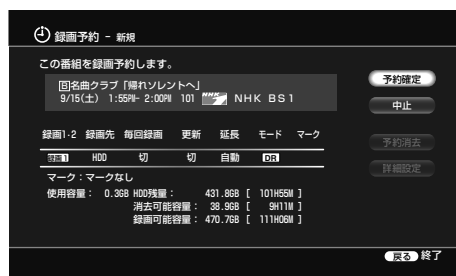 録画予約 - 新規
この番組を録画予約します。
回名曲クラブ「帰れソレントへ」
9/15(土) 1:55PM- 2:00PM 101 NHK NHK BS1
予約確定
中止
予約消去
詳細設定
録画1･2 録画先 毎回録画 更新 延長 モード マーク
録画1 HDD 切 切 自動 DR
マーク：マークなし
使用容量： 0.3GB HDD残量： 431.8GB [ 101H55M ]
消去可能容量： 38.9GB [ 9H11M ]
録画可能容量： 470.7GB [ 111H06M ]
戻る 終了